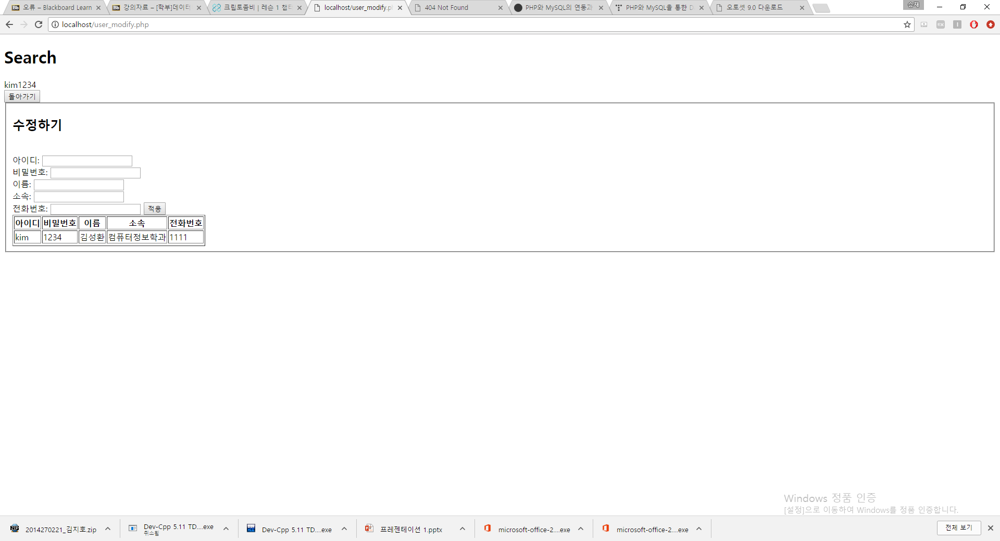 오류 – Blackboard Learn
강의자료 – [학부]데이터
크립토좀비 | 레슨 1 챕터
localhost/user_modify.p
404 Not Found
PHP와 MySQL의 연동과
PHP와 MySQL을 통한 D
오토셋 9.0 다운로드
승재
localhost/user_modify.php
Search
kim1234
돌아가기
수정하기
아이디:
비밀번호:
이름:
소속:
전화번호: 적용
아이디 비밀번호 이름 소속 전화번호
kim 1234 김성환 컴퓨터정보학과 1111
Windows 정품 인증
[설정]으로 이동하여 Windows를 정품 인증합니다.
2014270221_김지호.zip
Dev-Cpp 5.11 TD....exe
취소됨
Dev-Cpp 5.11 TD....exe
프레젠테이션 1.pptx
microsoft-office-2....exe
microsoft-office-2....exe
전체 보기